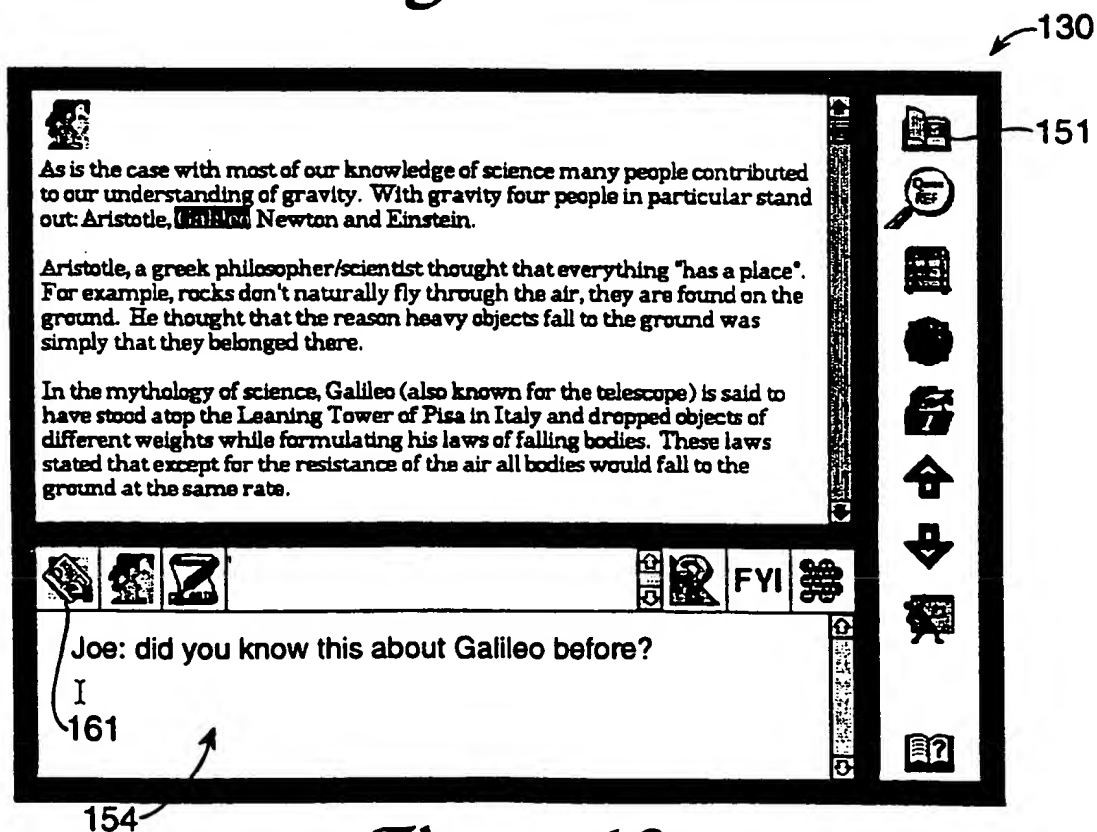 130
151
As is the case with most of our knowledge of science many people contributed
to our understanding of gravity. With gravity four people in particular stand
out: Aristotle, Galileo Newton and Einstein.
Aristotle, a greek philosopher/scientist thought that everything "has a place".
For example, rocks don't naturally fly through the air, they are found on the
ground. He thought that the reason heavy objects fall to the ground was
simply that they belonged there.
In the mythology of science, Galileo (also known for the telescope) is said to
have stood atop the Leaning Tower of Pisa in Italy and dropped objects of
different weights while formulating his laws of falling bodies. These laws
stated that except for the resistance of the air all bodies would fall to the
ground at the same rate.
REF
FYI
Joe: did you know this about Galileo before?
161
?
154